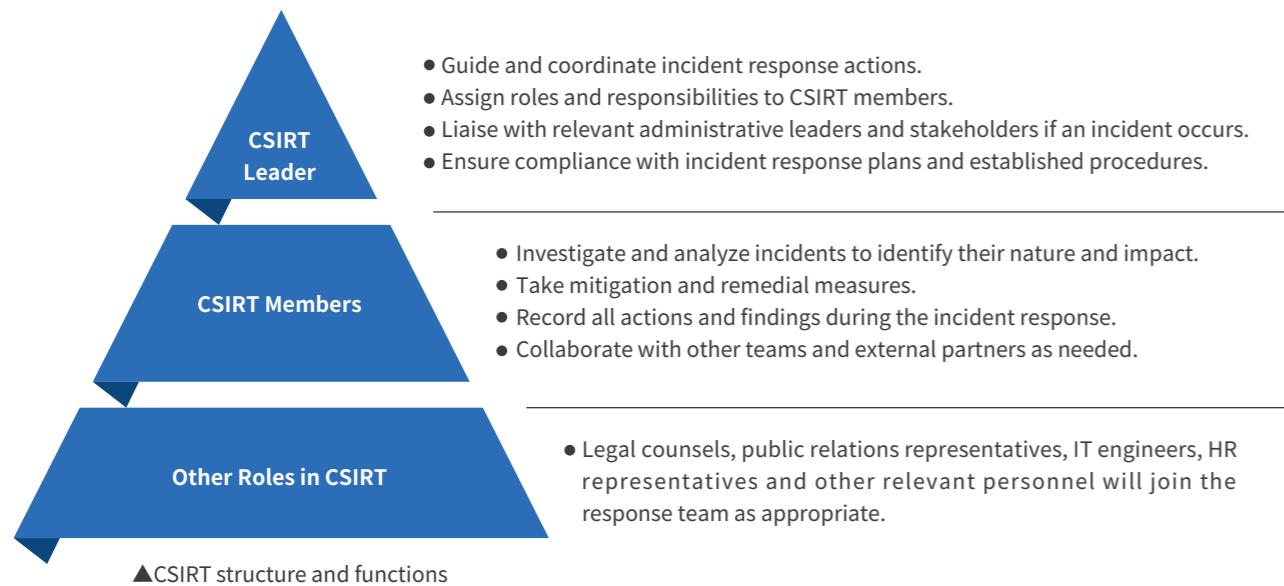 CSIRT
Leader
● Guide and coordinate incident response actions.
● Assign roles and responsibilities to CSIRT members.
● Liaise with relevant administrative leaders and stakeholders if an incident occurs.
● Ensure compliance with incident response plans and established procedures.
CSIRT Members
● Investigate and analyze incidents to identify their nature and impact.
● Take mitigation and remedial measures.
● Record all actions and findings during the incident response.
● Collaborate with other teams and external partners as needed.
Other Roles in CSIRT
● Legal counsels, public relations representatives, IT engineers, HR
representatives and other relevant personnel will join the
response team as appropriate.
▲CSIRT structure and functions